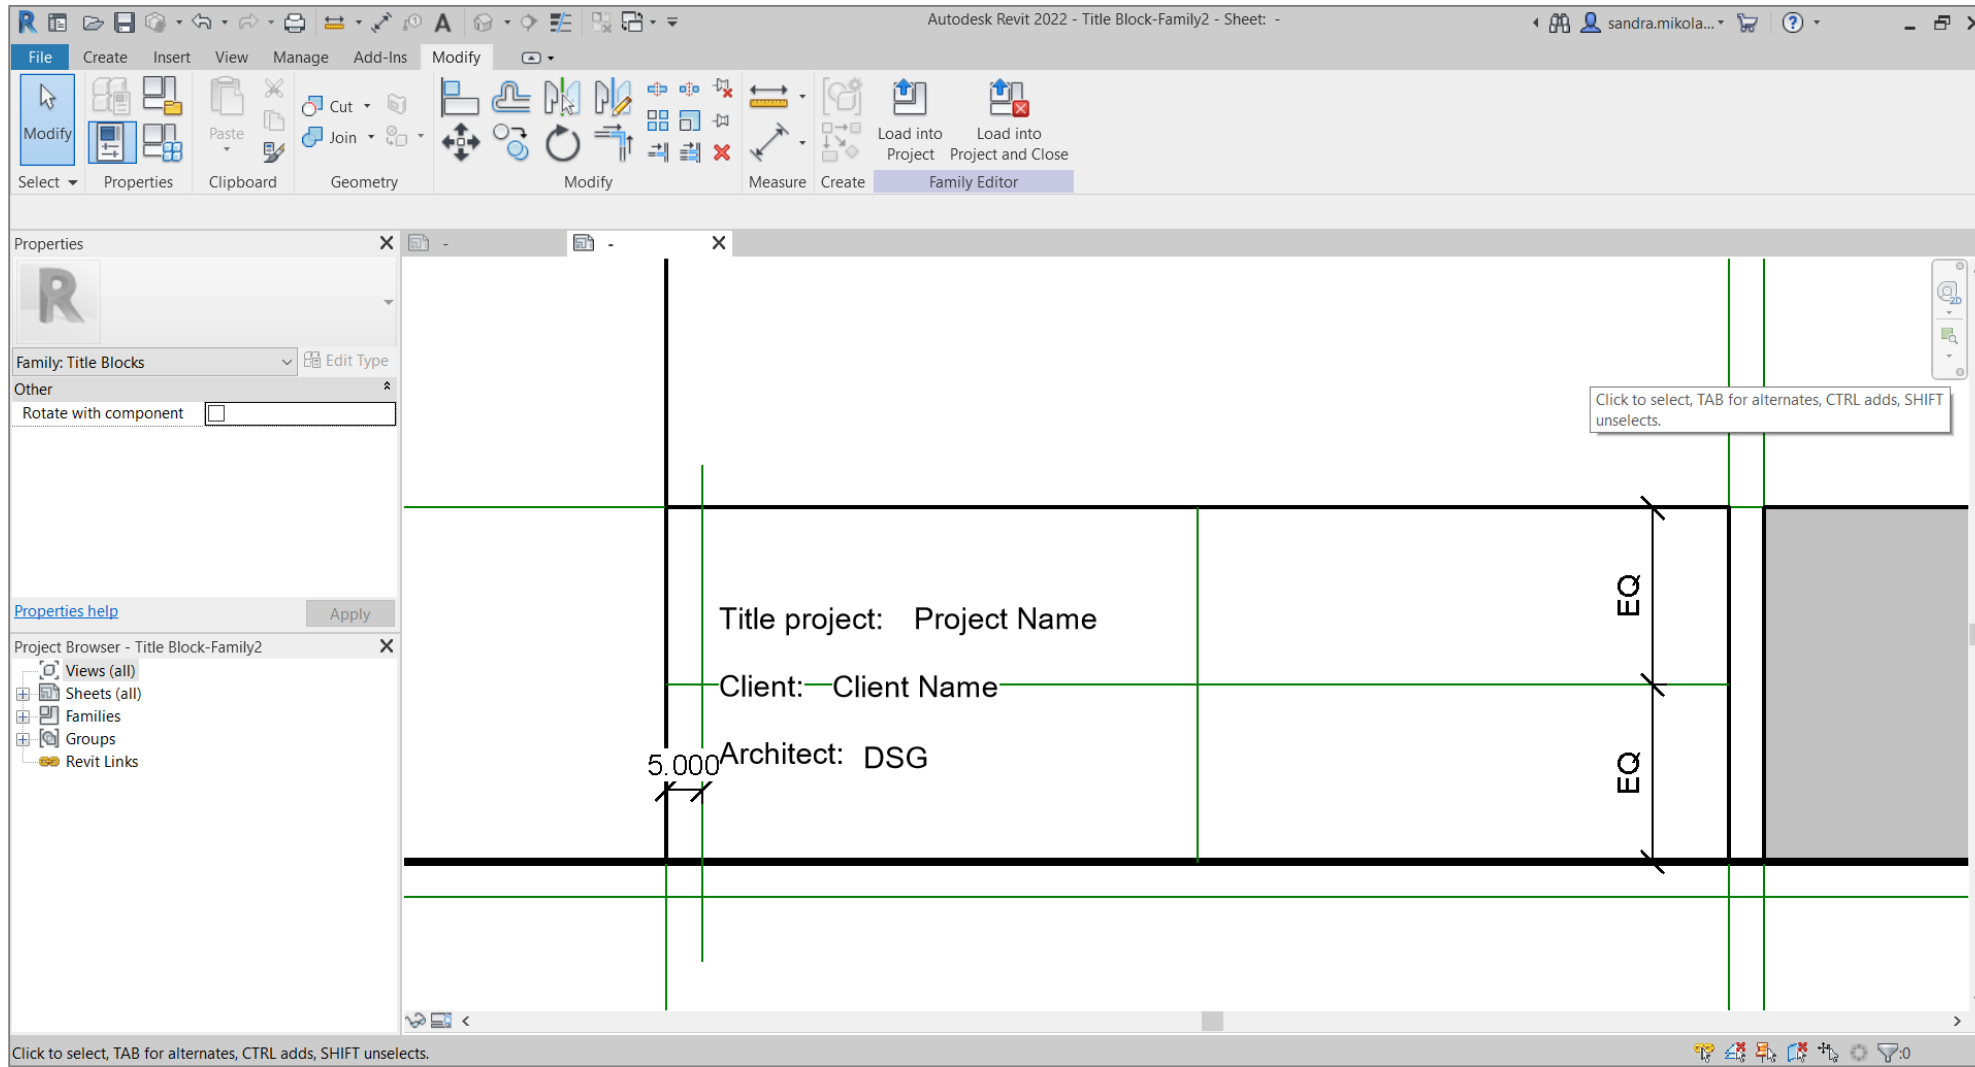 Autodesk Revit 2022 - Title Block-Family2 - Sheet: -
sandra.mikola...
File Create Insert View Manage Add-Ins Modify
Modify
Paste
Cut
Join
Load into Project
Load into Project and Close
Select Properties Clipboard Geometry Modify Measure Create Family Editor
Properties
-
-
R
Family: Title Blocks
Edit Type
Other
Rotate with component
Click to select, TAB for alternates, CTRL adds, SHIFT
unselects.
Properties help
Apply
Project Browser - Title Block-Family2
Views (all)
Sheets (all)
Families
Groups
Revit Links
2D
EQ
Title project: Project Name
Client: Client Name
Architect: DSG
5.000
EQ
Click to select, TAB for alternates, CTRL adds, SHIFT unselects.
:0